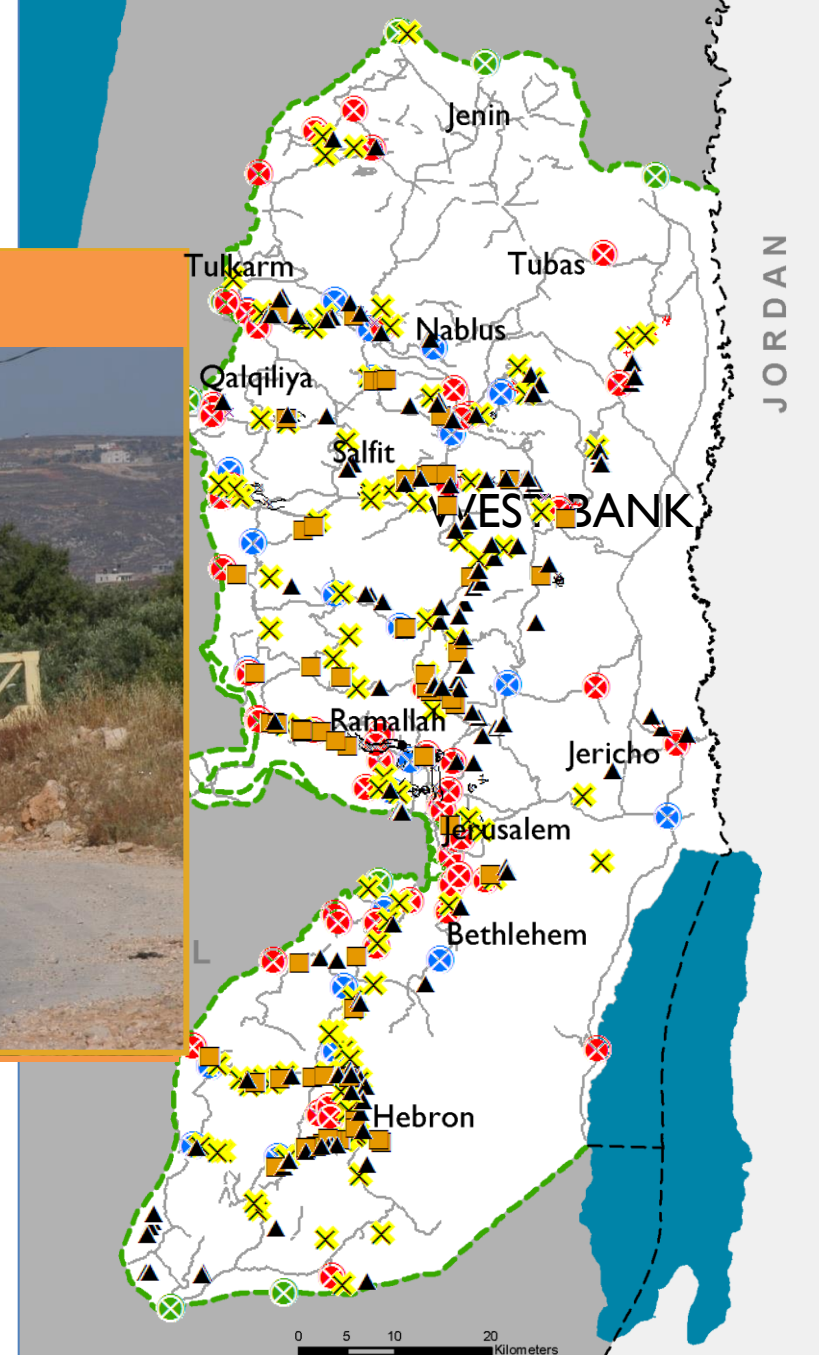 Jenin
JORDAN
Tulkarm
Tubas
Nablus
Qalqiliya
Salfit
WEST BANK
Ramallah
Jericho
Jerusalem
Bethlehem
L
Hebron
0 5 10 20
Kilometers